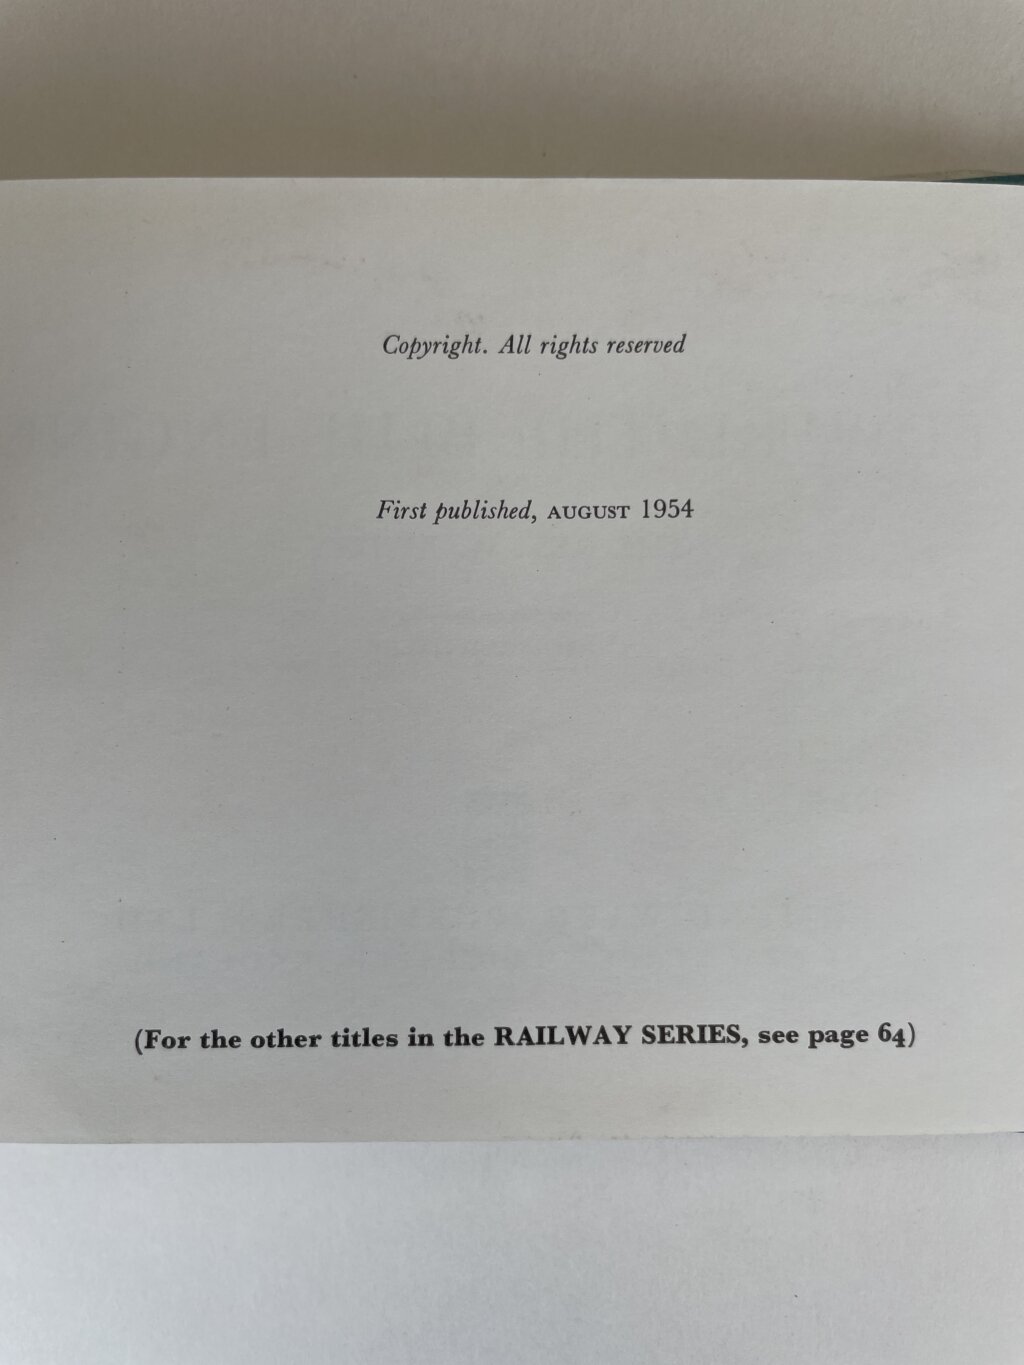 Copyright. All rights reserved
First published, AUGUST 1954
(For the other titles in the RAILWAY SERIES, see page 64)